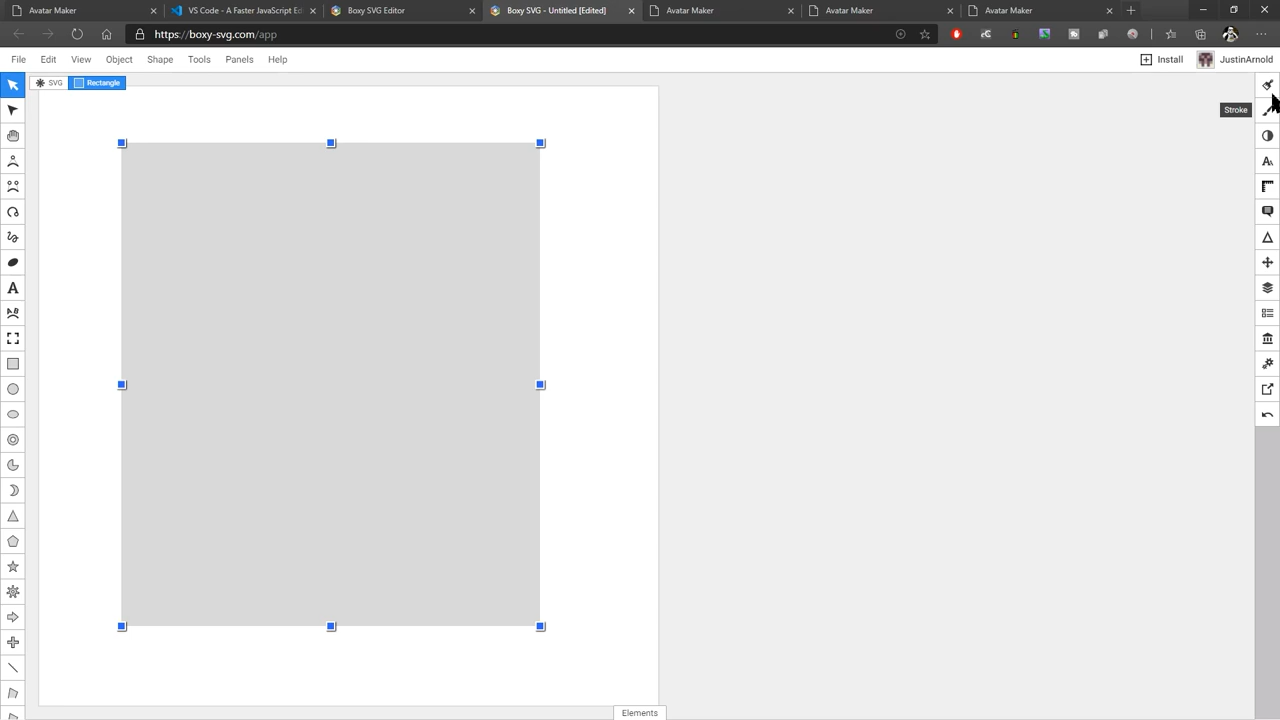 Avatar Maker
VS Code - A Faster JavaScript Ed
Boxy SVG Editor
Boxy SVG - Untitled [Edited]
Avatar Maker
Avatar Maker
Avatar Maker
https://boxy-svg.com/app
File Edit View Object Shape Tools Panels Help
Install
JustinArnold
SVG
Rectangle
Stroke
Elements